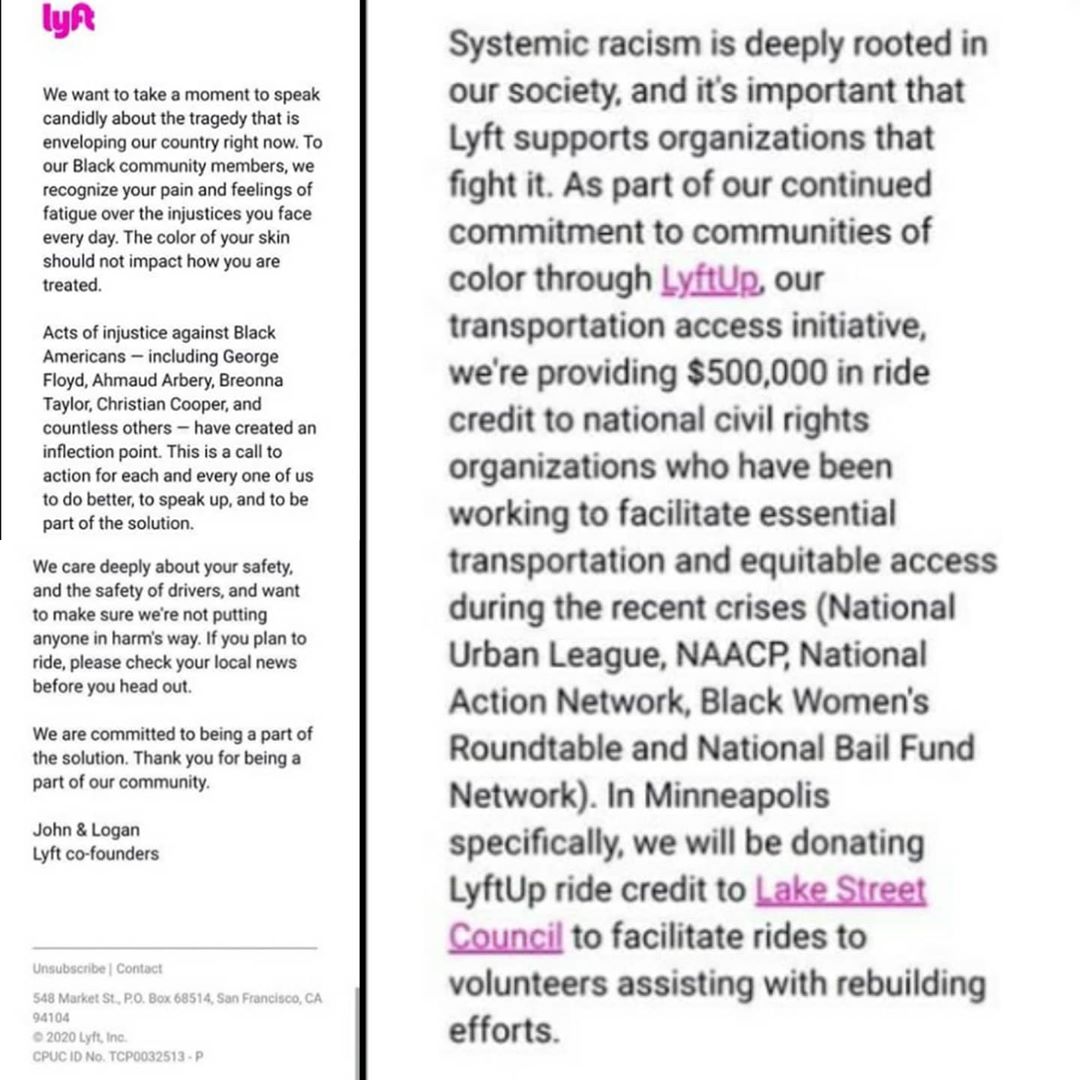 lyft
We want to take a moment to speak
candidly about the tragedy that is
enveloping our country right now. To
our Black community members, we
recognize your pain and feelings of
fatigue over the injustices you face
every day. The color of your skin
should not impact how you are
treated.
Acts of injustice against Black
Americans — including George
Floyd, Ahmaud Arbery, Breonna
Taylor, Christian Cooper, and
countless others — have created an
inflection point. This is a call to
action for each and every one of us
to do better, to speak up, and to be
part of the solution.
We care deeply about your safety,
and the safety of drivers, and want
to make sure we're not putting
anyone in harm's way. If you plan to
ride, please check your local news
before you head out.
We are committed to being a part of
the solution. Thank you for being a
part of our community.
John & Logan
Lyft co-founders
Unsubscribe | Contact
548 Market St., P.O. Box 68514, San Francisco, CA
94104
© 2020 Lyft, Inc.
CPUC ID No. TCP0032513 - P
Systemic racism is deeply rooted in
our society, and it's important that
Lyft supports organizations that
fight it. As part of our continued
commitment to communities of
color through LyftUp, our
transportation access initiative,
we're providing $500,000 in ride
credit to national civil rights
organizations who have been
working to facilitate essential
transportation and equitable access
during the recent crises (National
Urban League, NAACP, National
Action Network, Black Women's
Roundtable and National Bail Fund
Network). In Minneapolis
specifically, we will be donating
LyftUp ride credit to Lake Street
Council to facilitate rides to
volunteers assisting with rebuilding
efforts.